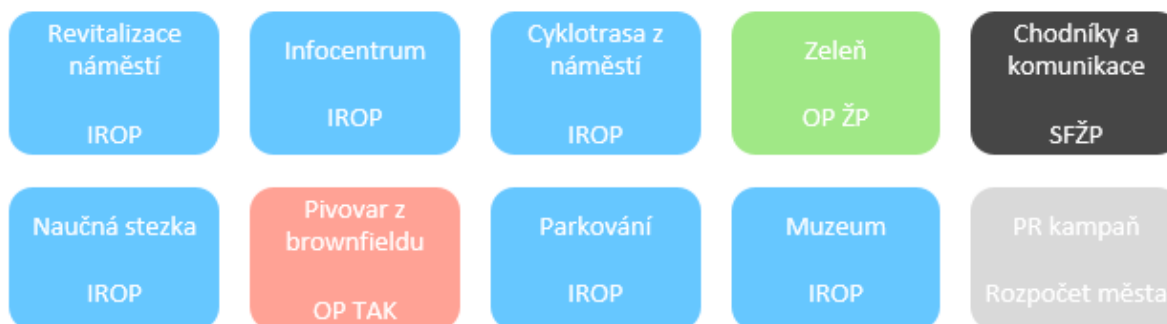 Revitalizace
náměstí
IROP
Infocentrum
IROP
Cyklotrasa z
náměstí
IROP
Zeleň
OP ŽP
Chodníky a
komunikace
SFŽP
Naučná stezka
IROP
Pivovar z
brownfieldu
OP TAK
Parkování
IROP
Muzeum
IROP
PR kampaň
Rozpočet města